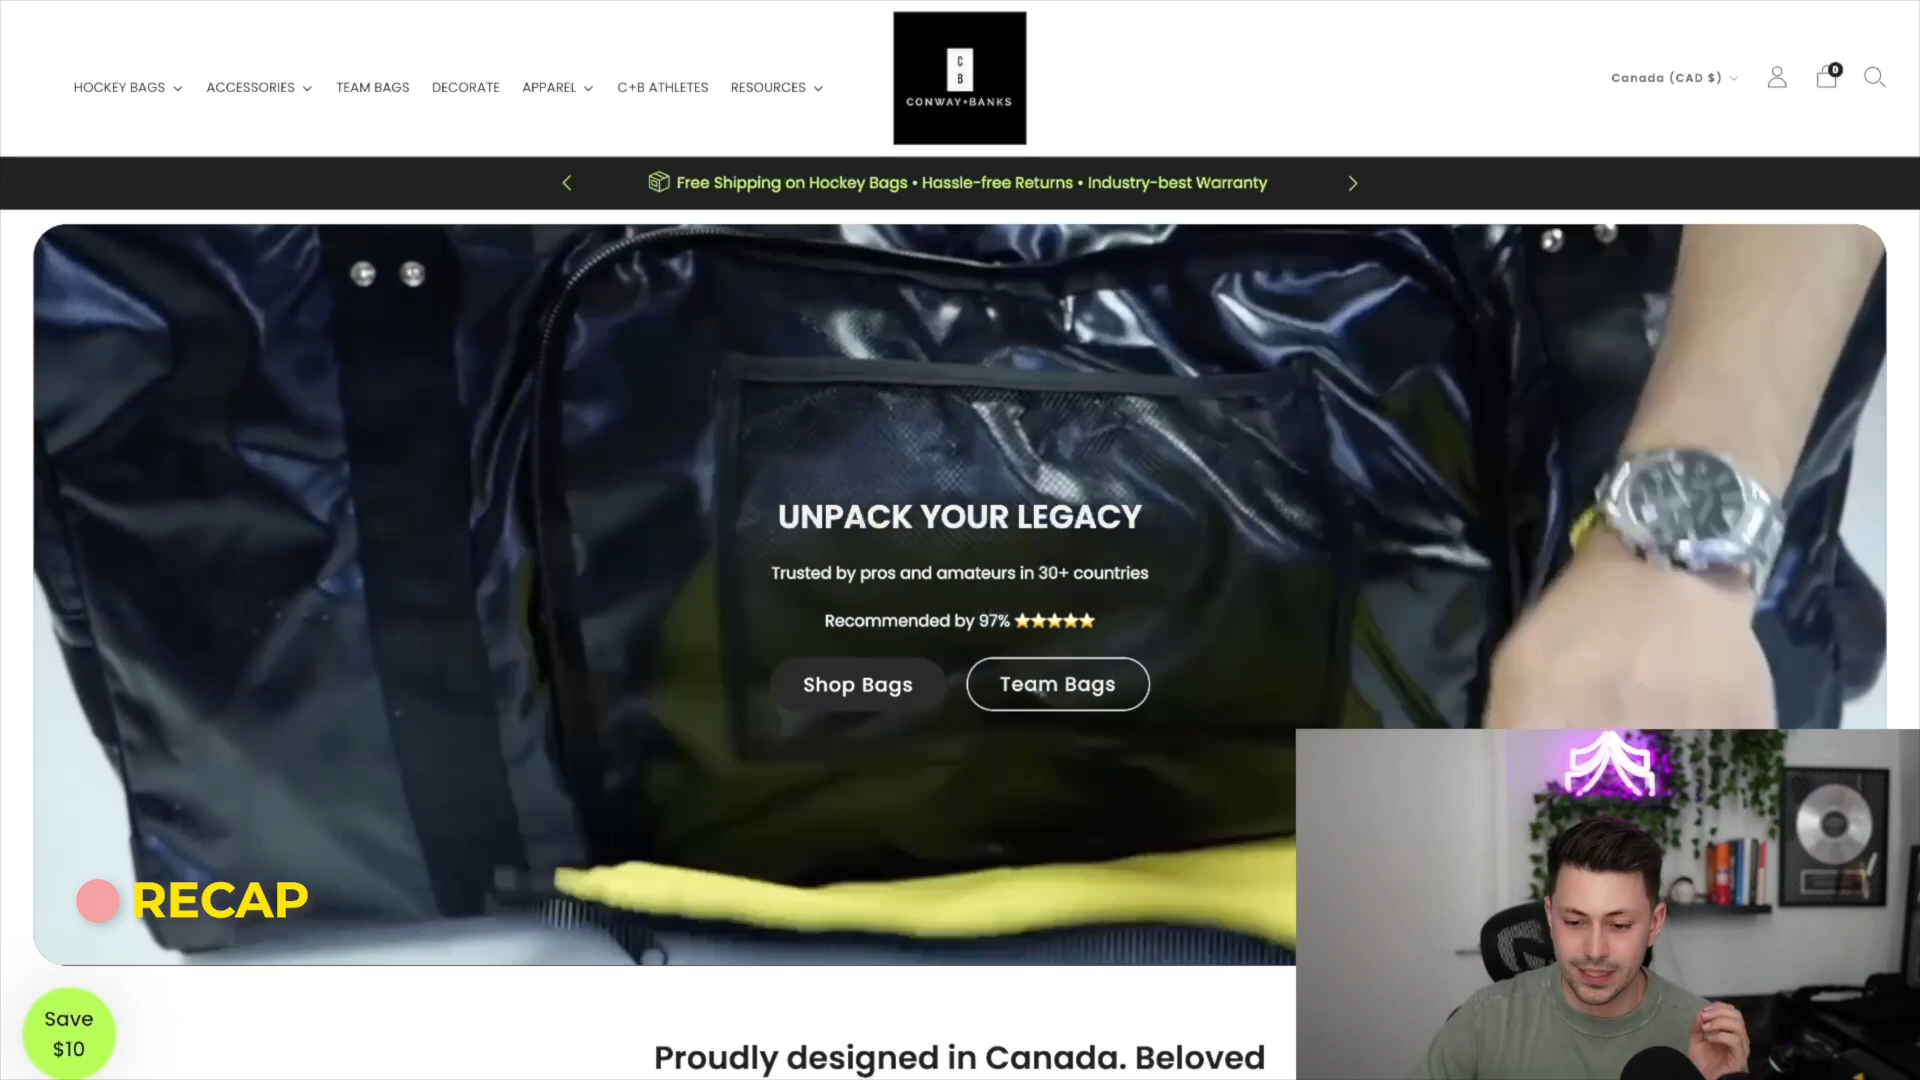 HOCKEY BAGS
ACCESSORIES
TEAM BAGS
DECORATE
APPAREL
C+B ATHLETES
RESOURCES
C
B
CONWAY+BANKS
Canada (CAD $)
0
Free Shipping on Hockey Bags • Hassle-free Returns • Industry-best Warranty
UNPACK YOUR LEGACY
Trusted by pros and amateurs in 30+ countries
Recommended by 97% ⭐⭐⭐⭐⭐
Shop Bags
Team Bags
RECAP
Save
$10
Proudly designed in Canada. Beloved